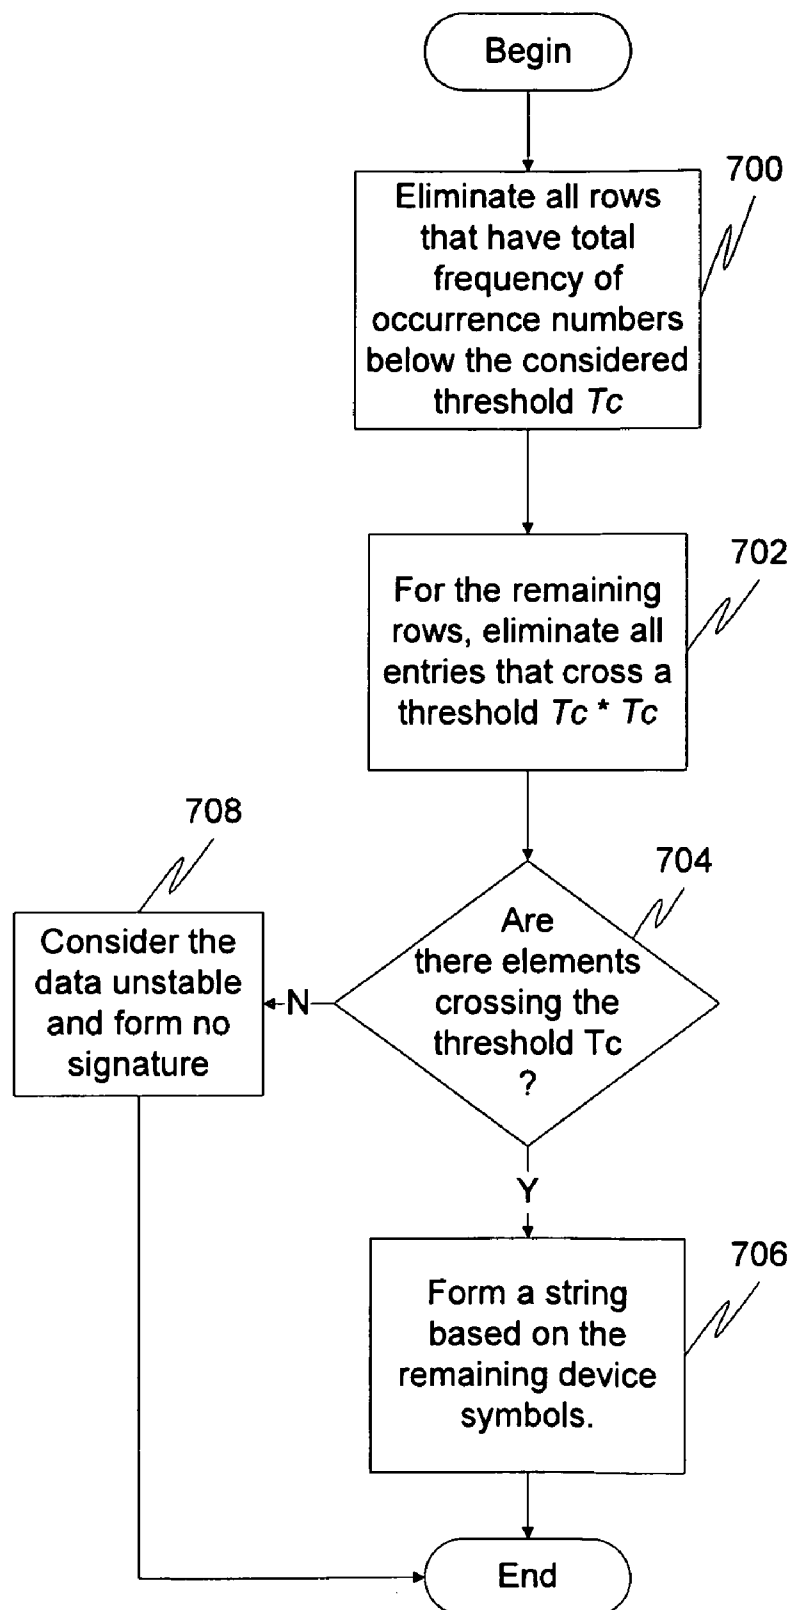 Begin
700
Eliminate all rows
that have total
frequency of
occurrence numbers
below the considered
threshold Tc
702
For the remaining
rows, eliminate all
entries that cross a
threshold Tc * Tc
708
704
Consider the
data unstable
and form no
signature
N
Are
there elements
crossing the
threshold Tc
?
Y
706
Form a string
based on the
remaining device
symbols.
End